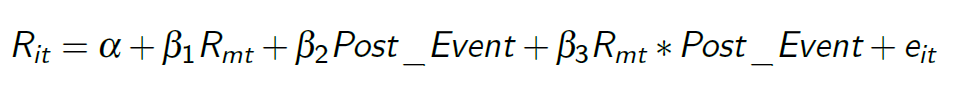 R_{it} = α + β_1 R_{mt} + β_2 Post_Event + β_3 R_{mt} * Post_Event + e_{it}